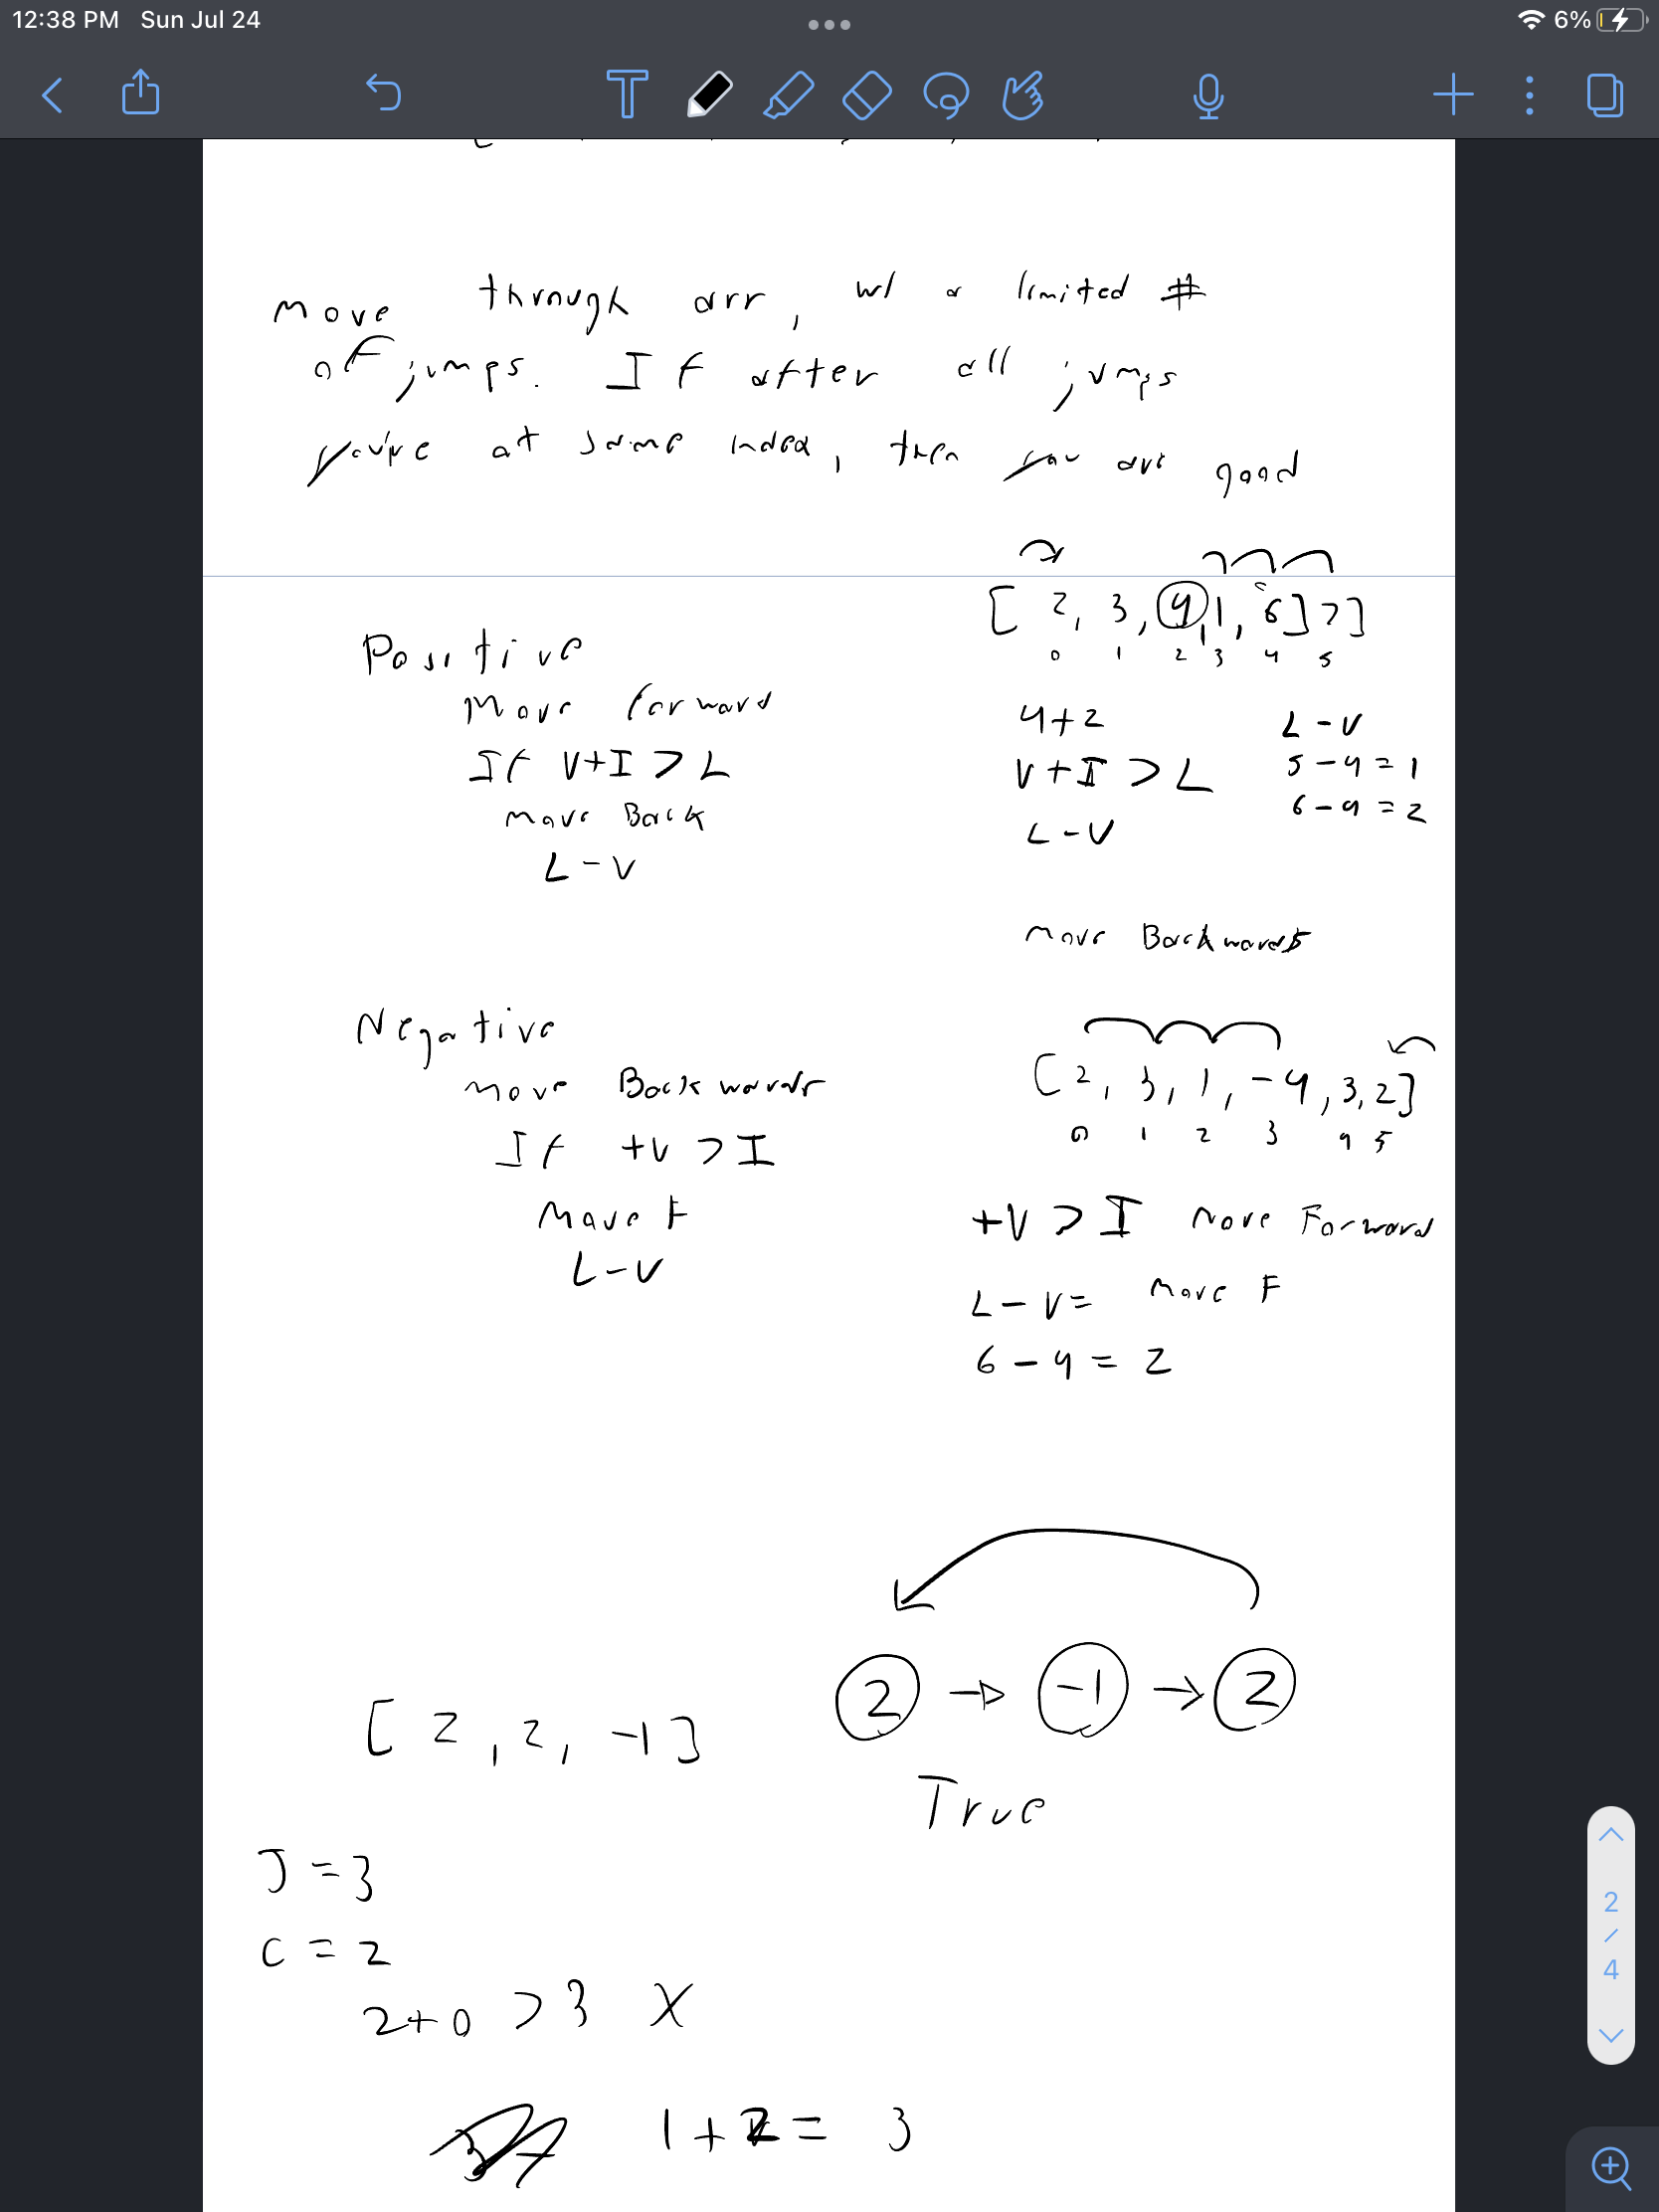 12:38 PM Sun Jul 24
6%
Move through arr, w/ a limited #
of jumps. If after all jumps
you're at same index, then you are good
[ 2, 3, 4, 1, 6] 7]
0 1 2 3 4 5
Positive
Move forward
If V+I > L
Move Back
L-V
4+2
V+I > L
L-V
L-V
5-4=1
6-4=2
Move Backwards
Negative
Move Backwards
If +V > I
Move F
L-V
[2, 3, 1, -4, 3, 2]
0 1 2 3 4 5
+V > I Move Forward
L-V= Move F
6-4=2
2 → -1 → 2
[2, 2, -1]
True
J=3
C=2
2+0 > 3 X
1+2= 3
2
/
4